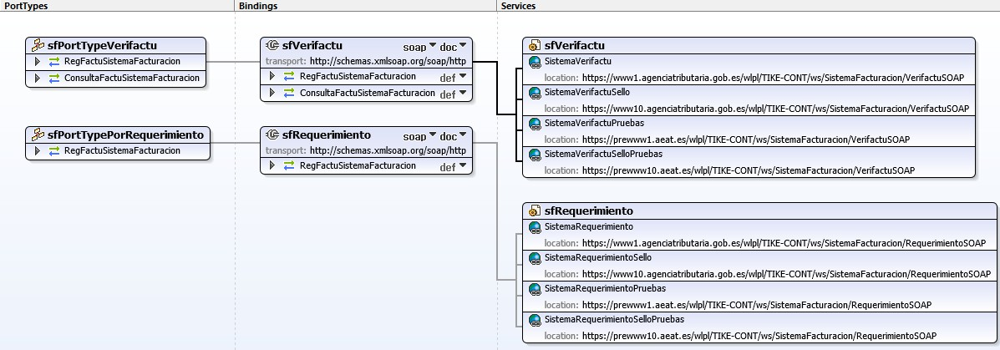 PortTypes
Bindings
Services
sfPortTypeVerifactu
RegFactuSistemaFacturacion
ConsultaFactuSistemaFacturacion
sfPortTypePorRequerimiento
RegFactuSistemaFacturacion
sfVerifactu soap doc
transport: http://schemas.xmlsoap.org/soap/http
RegFactuSistemaFacturacion def
ConsultaFactuSistemaFacturacion def
sfRequerimiento soap doc
transport: http://schemas.xmlsoap.org/soap/http
RegFactuSistemaFacturacion def
sfVerifactu
SistemaVerifactu
location: https://www1.agenciatributaria.gob.es/wlpl/TIKE-CONT/ws/SistemaFacturacion/VerifactuSOAP
SistemaVerifactuSello
location: https://www10.agenciatributaria.gob.es/wlpl/TIKE-CONT/ws/SistemaFacturacion/VerifactuSOAP
SistemaVerifactuPruebas
location: https://prewww1.aeat.es/wlpl/TIKE-CONT/ws/SistemaFacturacion/VerifactuSOAP
SistemaVerifactuSelloPruebas
location: https://prewww10.aeat.es/wlpl/TIKE-CONT/ws/SistemaFacturacion/VerifactuSOAP
sfRequerimiento
SistemaRequerimiento
location: https://www1.agenciatributaria.gob.es/wlpl/TIKE-CONT/ws/SistemaFacturacion/RequerimientoSOAP
SistemaRequerimientoSello
location: https://www10.agenciatributaria.gob.es/wlpl/TIKE-CONT/ws/SistemaFacturacion/RequerimientoSOAP
SistemaRequerimientoPruebas
location: https://prewww1.aeat.es/wlpl/TIKE-CONT/ws/SistemaFacturacion/RequerimientoSOAP
SistemaRequerimientoSelloPruebas
location: https://prewww10.aeat.es/wlpl/TIKE-CONT/ws/SistemaFacturacion/RequerimientoSOAP